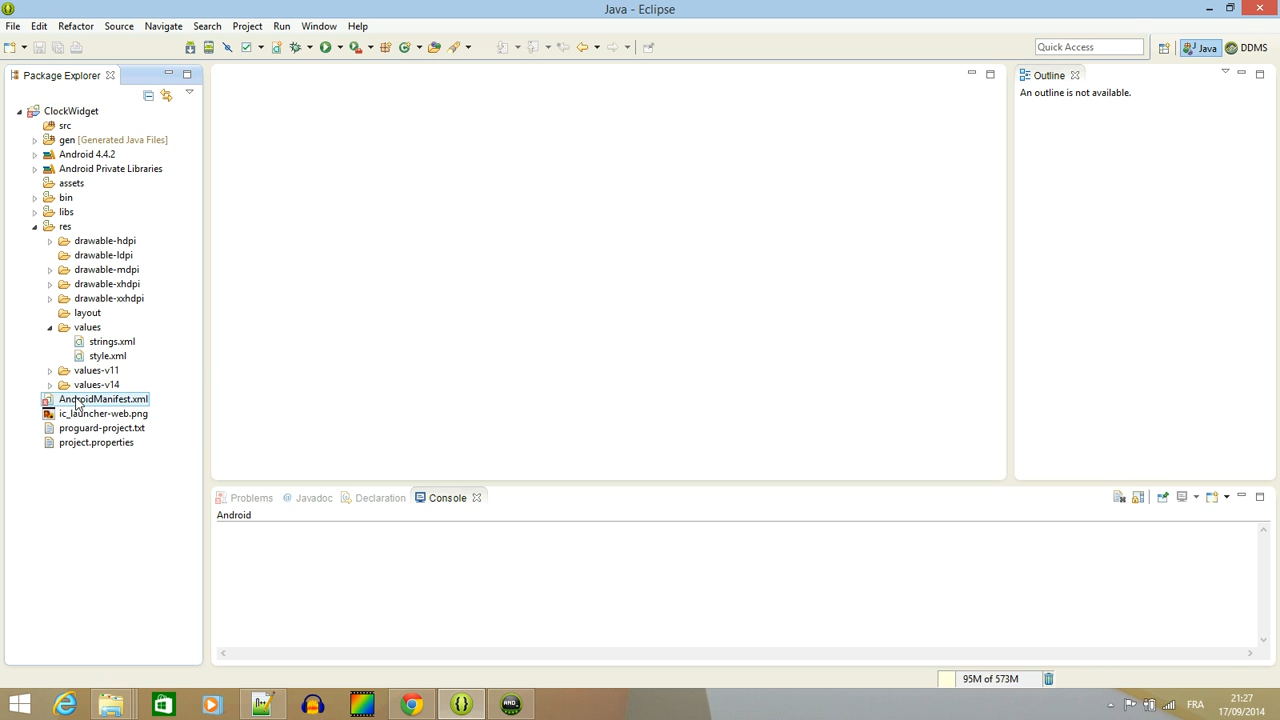 Java - Eclipse
File Edit Refactor Source Navigate Search Project Run Window Help
Quick Access
Java
DDMS
Package Explorer
ClockWidget
src
gen [Generated Java Files]
Android 4.4.2
Android Private Libraries
assets
bin
libs
res
drawable-hdpi
drawable-ldpi
drawable-mdpi
drawable-xhdpi
drawable-xxhdpi
layout
values
strings.xml
style.xml
values-v11
values-v14
AndroidManifest.xml
ic_launcher-web.png
proguard-project.txt
project.properties
Outline
An outline is not available.
Problems Javadoc Declaration Console
Android
95M of 573M
FRA
21:27
17/09/2014